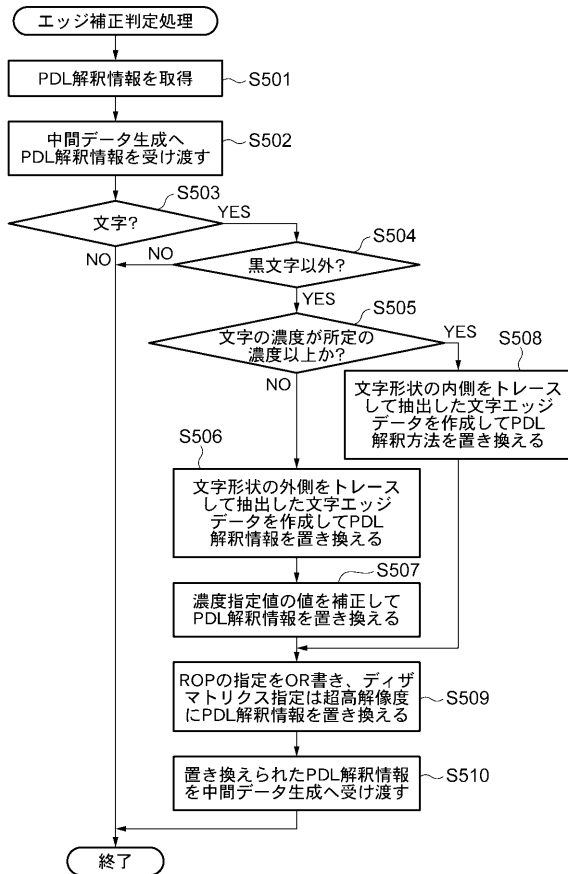 エッジ補正判定処理
PDL解釈情報を取得
S501
中間データ生成へ
PDL解釈情報を受け渡す
S502
文字?
S503
YES
NO
黒文字以外?
S504
NO
YES
文字の濃度が所定の
濃度以上か?
S505
YES
NO
文字形状の内側をトレース
して抽出した文字エッジ
データを作成してPDL
解釈方法を置き換える
S508
S506
文字形状の外側をトレース
して抽出した文字エッジ
データを作成してPDL
解釈情報を置き換える
S507
濃度指定値の値を補正して
PDL解釈情報を置き換える
ROPの指定をOR書き、ディザ
マトリクス指定は超高解像度
にPDL解釈情報を置き換える
S509
置き換えられたPDL解釈情報
を中間データ生成へ受け渡す
S510
終了